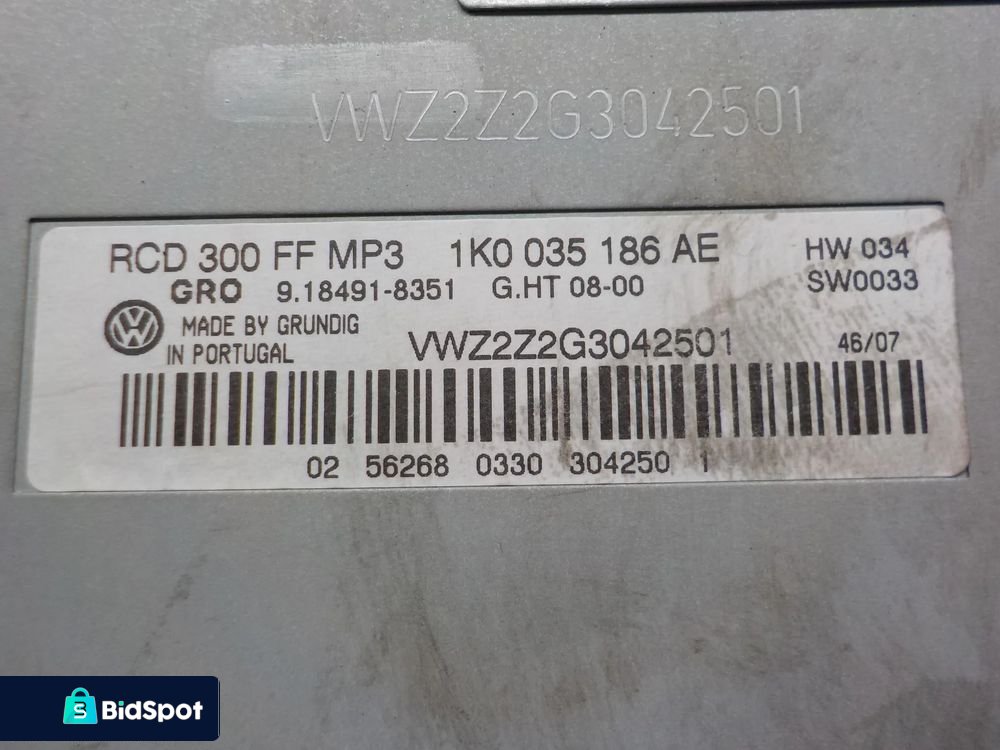 VWZ2Z2G3042501
RCD 300 FF MP3 1K0 035 186 AE HW 034
GRO 9.18491-8351 G.HT 08-00 SW0033
MADE BY GRUNDIG
IN PORTUGAL VWZ2Z2G3042501 46/07
02 56268 0330 304250 1
BidSpot